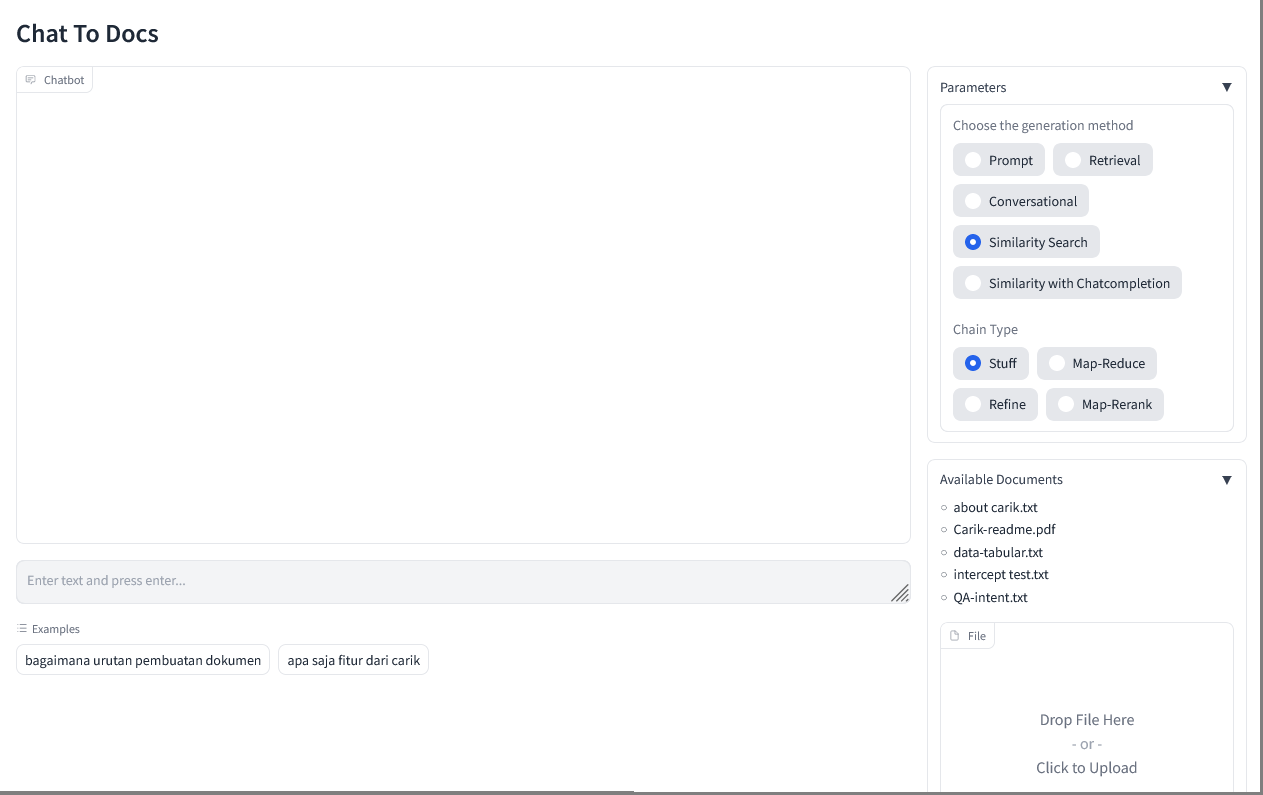 Chat To Docs
Chatbot
Enter text and press enter...
Examples
bagaimana urutan pembuatan dokumen apa saja fitur dari carik
Parameters ▼
Choose the generation method
Prompt Retrieval
Conversational
Similarity Search
Similarity with Chatcompletion
Chain Type
Stuff Map-Reduce
Refine Map-Rerank
Available Documents ▼
about carik.txt
Carik-readme.pdf
data-tabular.txt
intercept test.txt
QA-intent.txt
File
Drop File Here
- or -
Click to Upload